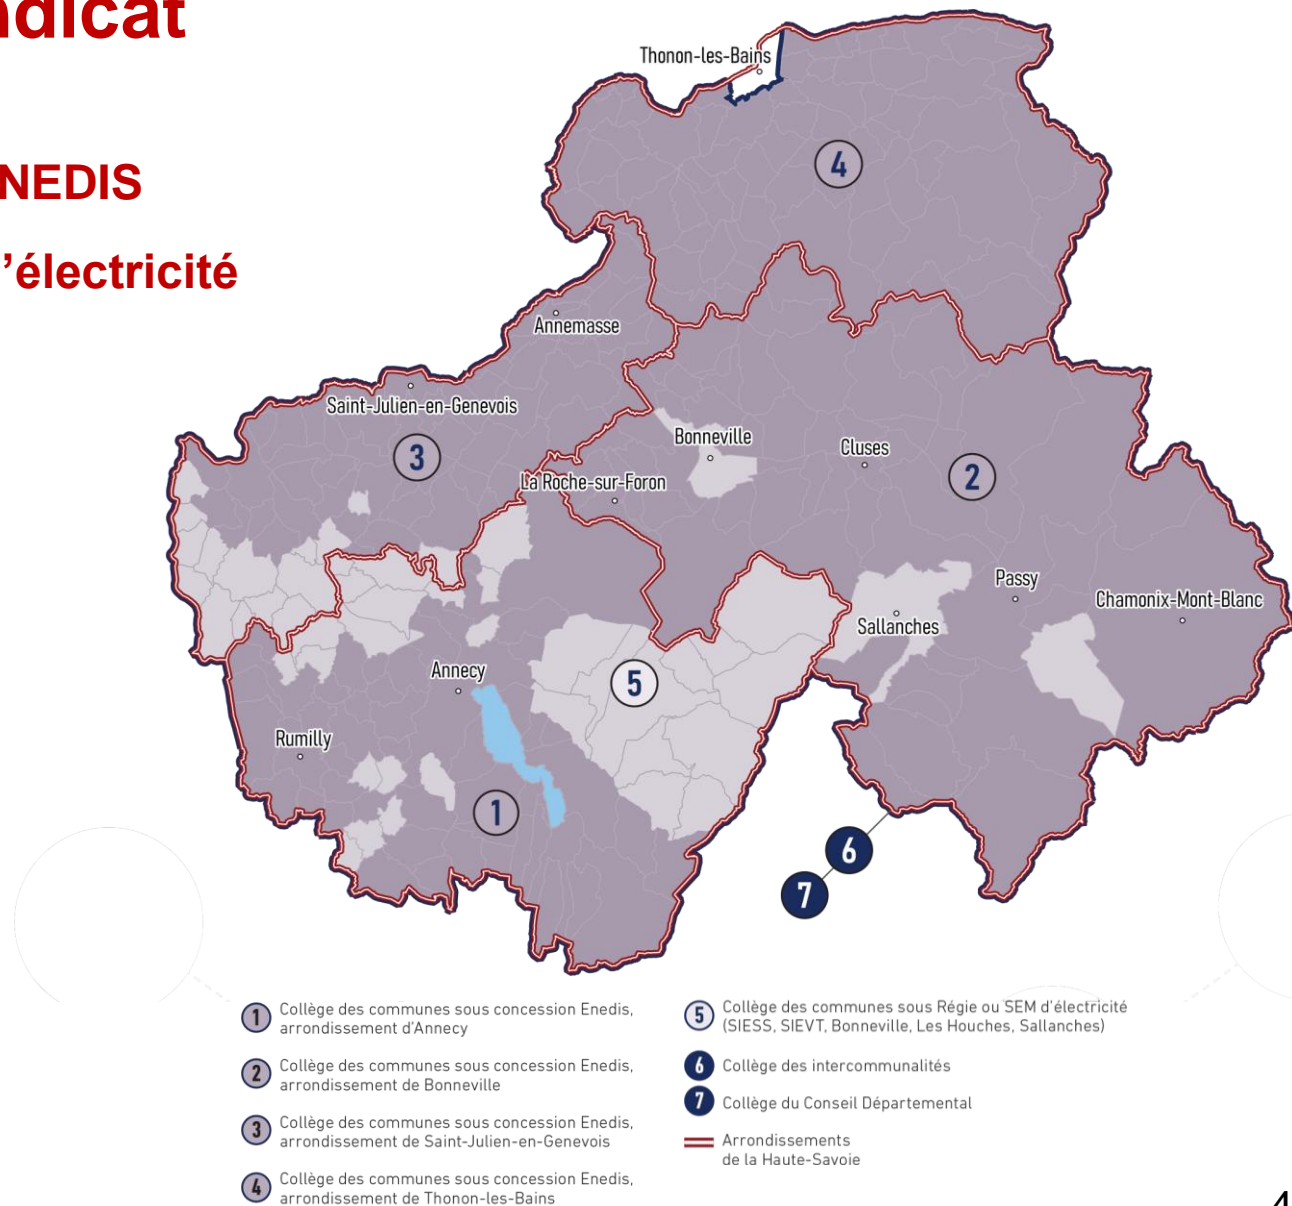 ndicat
NEDIS
'électricité
Thonon-les-Bains
4
Annemasse
Saint-Julien-en-Genevois
3
Bonneville
Cluses
2
La Roche-sur-Foron
Passy
Chamonix-Mont-Blanc
Sallanches
Annecy
5
Rumilly
1
6
7
1 Collège des communes sous concession Enedis,
arrondissement d'Annecy
2 Collège des communes sous concession Enedis,
arrondissement de Bonneville
3 Collège des communes sous concession Enedis,
arrondissement de Saint-Julien-en-Genevois
4 Collège des communes sous concession Enedis,
arrondissement de Thonon-les-Bains
5 Collège des communes sous Régie ou SEM d'électricité
(SIESS, SIEVT, Bonneville, Les Houches, Sallanches)
6 Collège des intercommunalités
7 Collège du Conseil Départemental
Arrondissements
de la Haute-Savoie
4